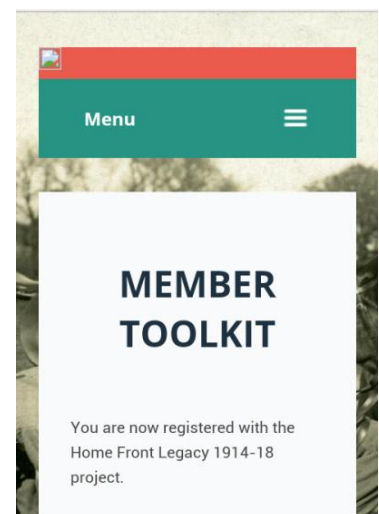 Menu
MEMBER
TOOLKIT
You are now registered with the
Home Front Legacy 1914-18
project.